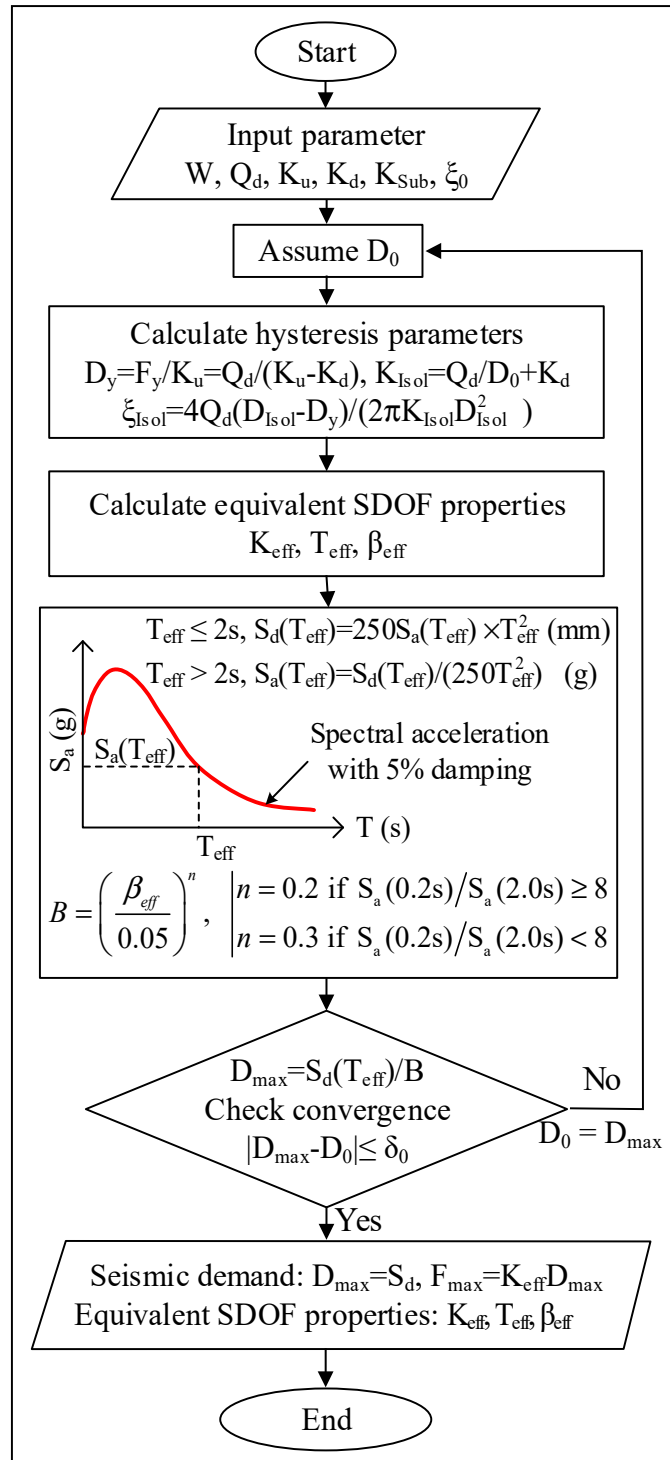 Start
Input parameter
W, Q_d, K_u, K_d, K_Sub, ξ_0
Assume D_0
Calculate hysteresis parameters
D_y=F_y/K_u=Q_d/(K_u-K_d), K_Isol=Q_d/D_0+K_d
ξ_Isol=4Q_d(D_Isol-D_y)/(2πK_IsolD²_Isol )
Calculate equivalent SDOF properties
K_eff, T_eff, β_eff
T_eff ≤ 2s, S_d(T_eff)=250S_a(T_eff) ×T²_eff (mm)
T_eff > 2s, S_a(T_eff)=S_d(T_eff)/(250T²_eff) (g)
S_a (g)
S_a(T_eff)
Spectral acceleration
with 5% damping
T (s)
T_eff
B = (β_eff/0.05)^n, | n = 0.2 if S_a(0.2s)/S_a(2.0s) ≥ 8
| n = 0.3 if S_a(0.2s)/S_a(2.0s) < 8
D_max=S_d(T_eff)/B
Check convergence
|D_max-D_0|≤ δ_0
No
D_0 = D_max
Yes
Seismic demand: D_max=S_d, F_max=K_effD_max
Equivalent SDOF properties: K_eff, T_eff, β_eff
End